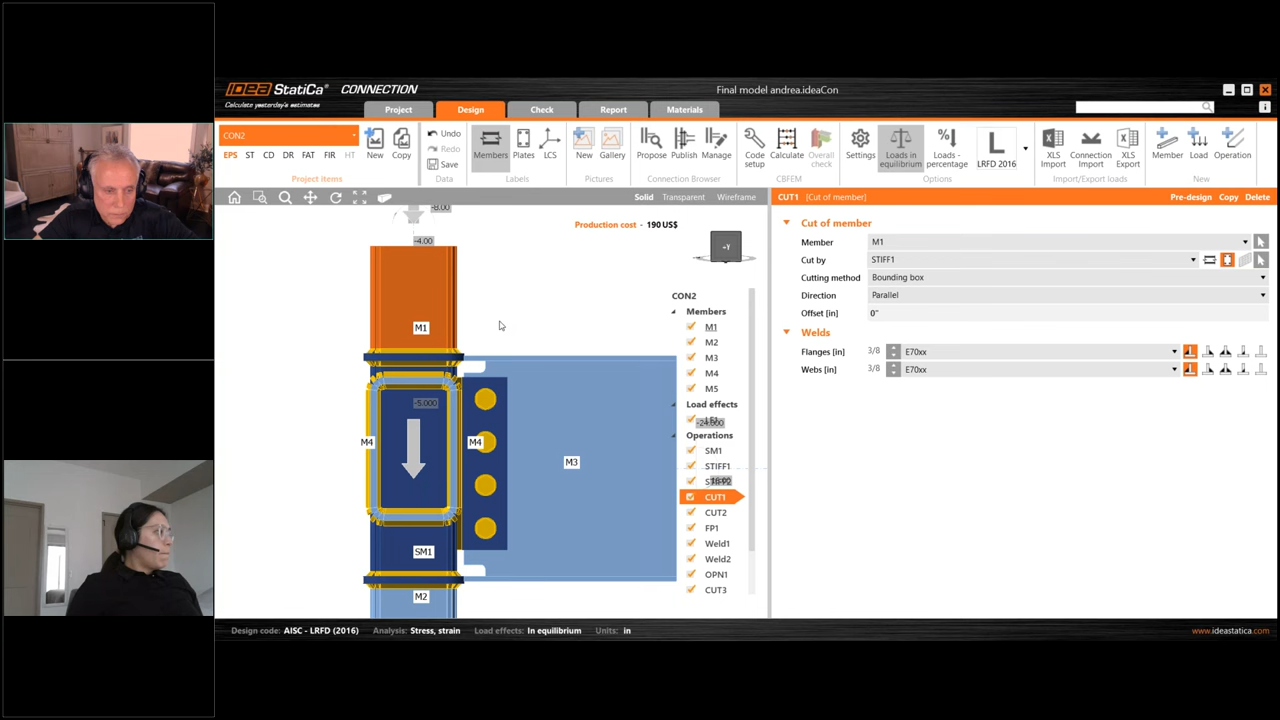 IDEA StatiCa® CONNECTION
Calculate yesterday's estimates
Final model andrea.ideaCon
Project
Design
Check
Report
Materials
CON2
EPS ST CD DR FAT FIR HT
Project Items
New
Copy
Undo
Redo
Save
Data
Members
Plates
LCS
Labels
New
Gallery
Pictures
Propose
Publish
Manage
Connection Browser
Code setup
Calculate
Overall check
CBFEM
Settings
Loads in equilibrium
Loads - percentage
LRFD 2016
Options
XLS Import
Connection Import
XLS Export
Import/Export loads
Member
Load
Operation
New
Solid Transparent Wireframe
Production cost - 190 US$
+Y
-8.00
-4.00
M1
-5.000
M4
M4
M3
SM1
M2
CON2
Members
M1
M2
M3
M4
M5
Load effects
-24.000
Operations
SM1
STIFF1
CUT1
CUT2
FP1
Weld1
Weld2
OPN1
CUT3
CUT1 [Cut of member]
Pre-design Copy Delete
Cut of member
Member M1
Cut by STIFF1
Cutting method Bounding box
Direction Parallel
Offset [in] 0"
Welds
Flanges [in] 3/8 E70xx
Webs [in] 3/8 E70xx
Design code: AISC - LRFD (2016) Analysis: Stress, strain Load effects: In equilibrium Units: in
www.ideastatica.com